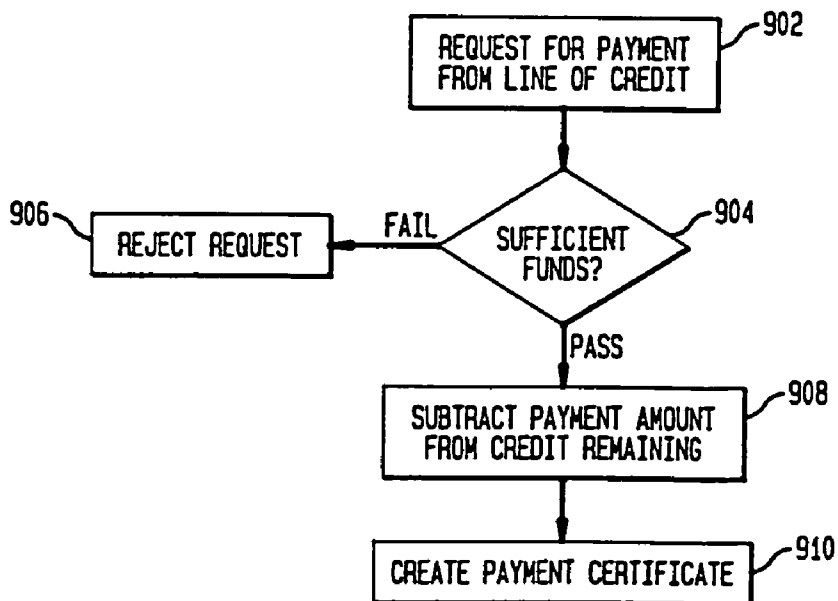 902
REQUEST FOR PAYMENT
FROM LINE OF CREDIT
904
SUFFICIENT
FUNDS?
FAIL
906
REJECT REQUEST
PASS
908
SUBTRACT PAYMENT AMOUNT
FROM CREDIT REMAINING
910
CREATE PAYMENT CERTIFICATE